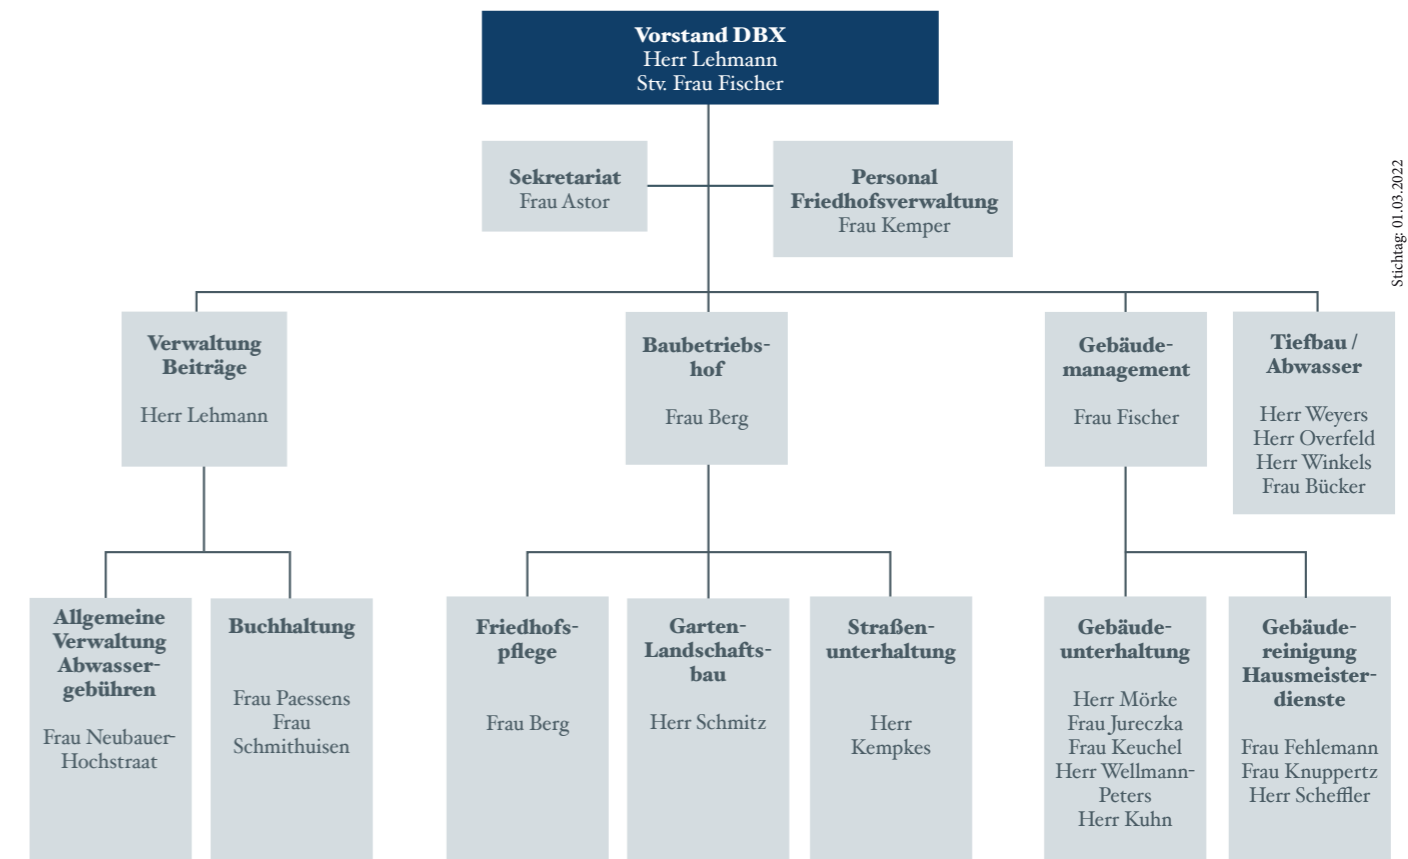 Vorstand DBX
Herr Lehmann
Stv. Frau Fischer
Sekretariat
Frau Astor
Personal
Friedhofsverwaltung
Frau Kemper
Stichtag: 01.03.2022
Verwaltung
Beiträge
Herr Lehmann
Baubetriebs-
hof
Frau Berg
Gebäude-
management
Frau Fischer
Tiefbau /
Abwasser
Herr Weyers
Herr Overfeld
Herr Winkels
Frau Bücker
Allgemeine
Verwaltung
Abwasser-
gebühren
Frau Neubauer-
Hochstraat
Buchhaltung
Frau Paessens
Frau
Schmithuisen
Friedhofs-
pflege
Frau Berg
Garten-
Landschafts-
bau
Herr Schmitz
Straßen-
unterhaltung
Herr
Kempkes
Gebäude-
unterhaltung
Herr Mörke
Frau Jureczka
Frau Keuchel
Herr Wellmann-
Peters
Herr Kuhn
Gebäude-
reinigung
Hausmeister-
dienste
Frau Fehlemann
Frau Knuppertz
Herr Scheffler